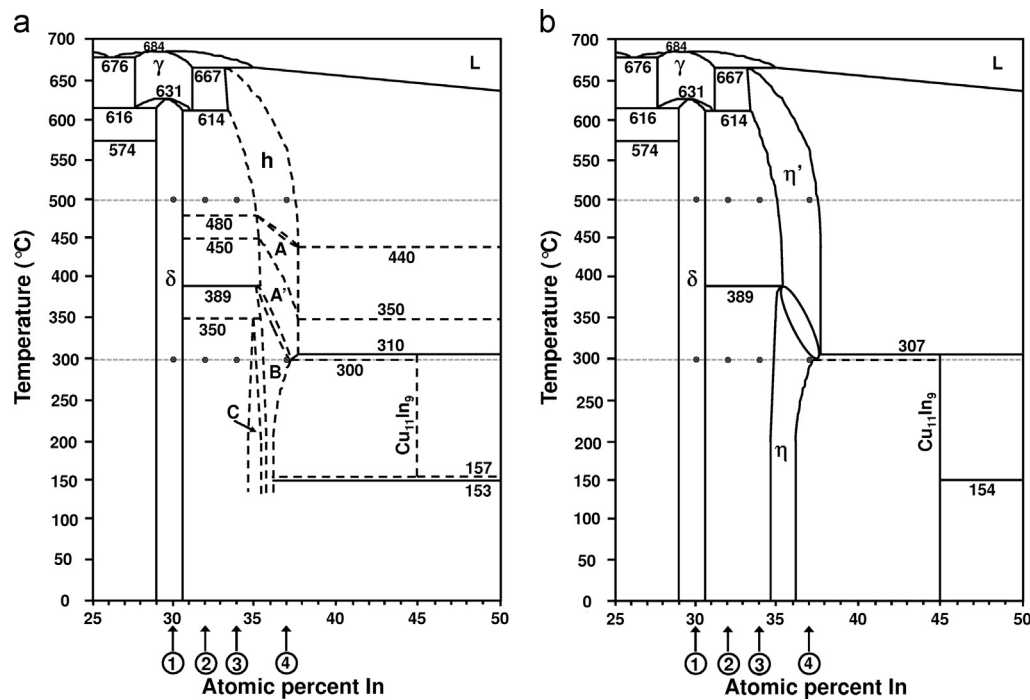 a
700
650
600
550
500
450
400
350
300
250
200
150
100
50
0
Temperature (°C)
684
676
γ
667
L
631
616
614
574
h
480
A
450
440
δ
A'
389
350
350
310
B
300
C
Cu11In9
157
153
25 30 35 40 45 50
1 2 3 4
Atomic percent In
b
700
650
600
550
500
450
400
350
300
250
200
150
100
50
0
Temperature (°C)
684
676
γ
667
L
631
616
614
574
η'
δ
389
307
Cu11In9
η
154
25 30 35 40 45 50
1 2 3 4
Atomic percent In